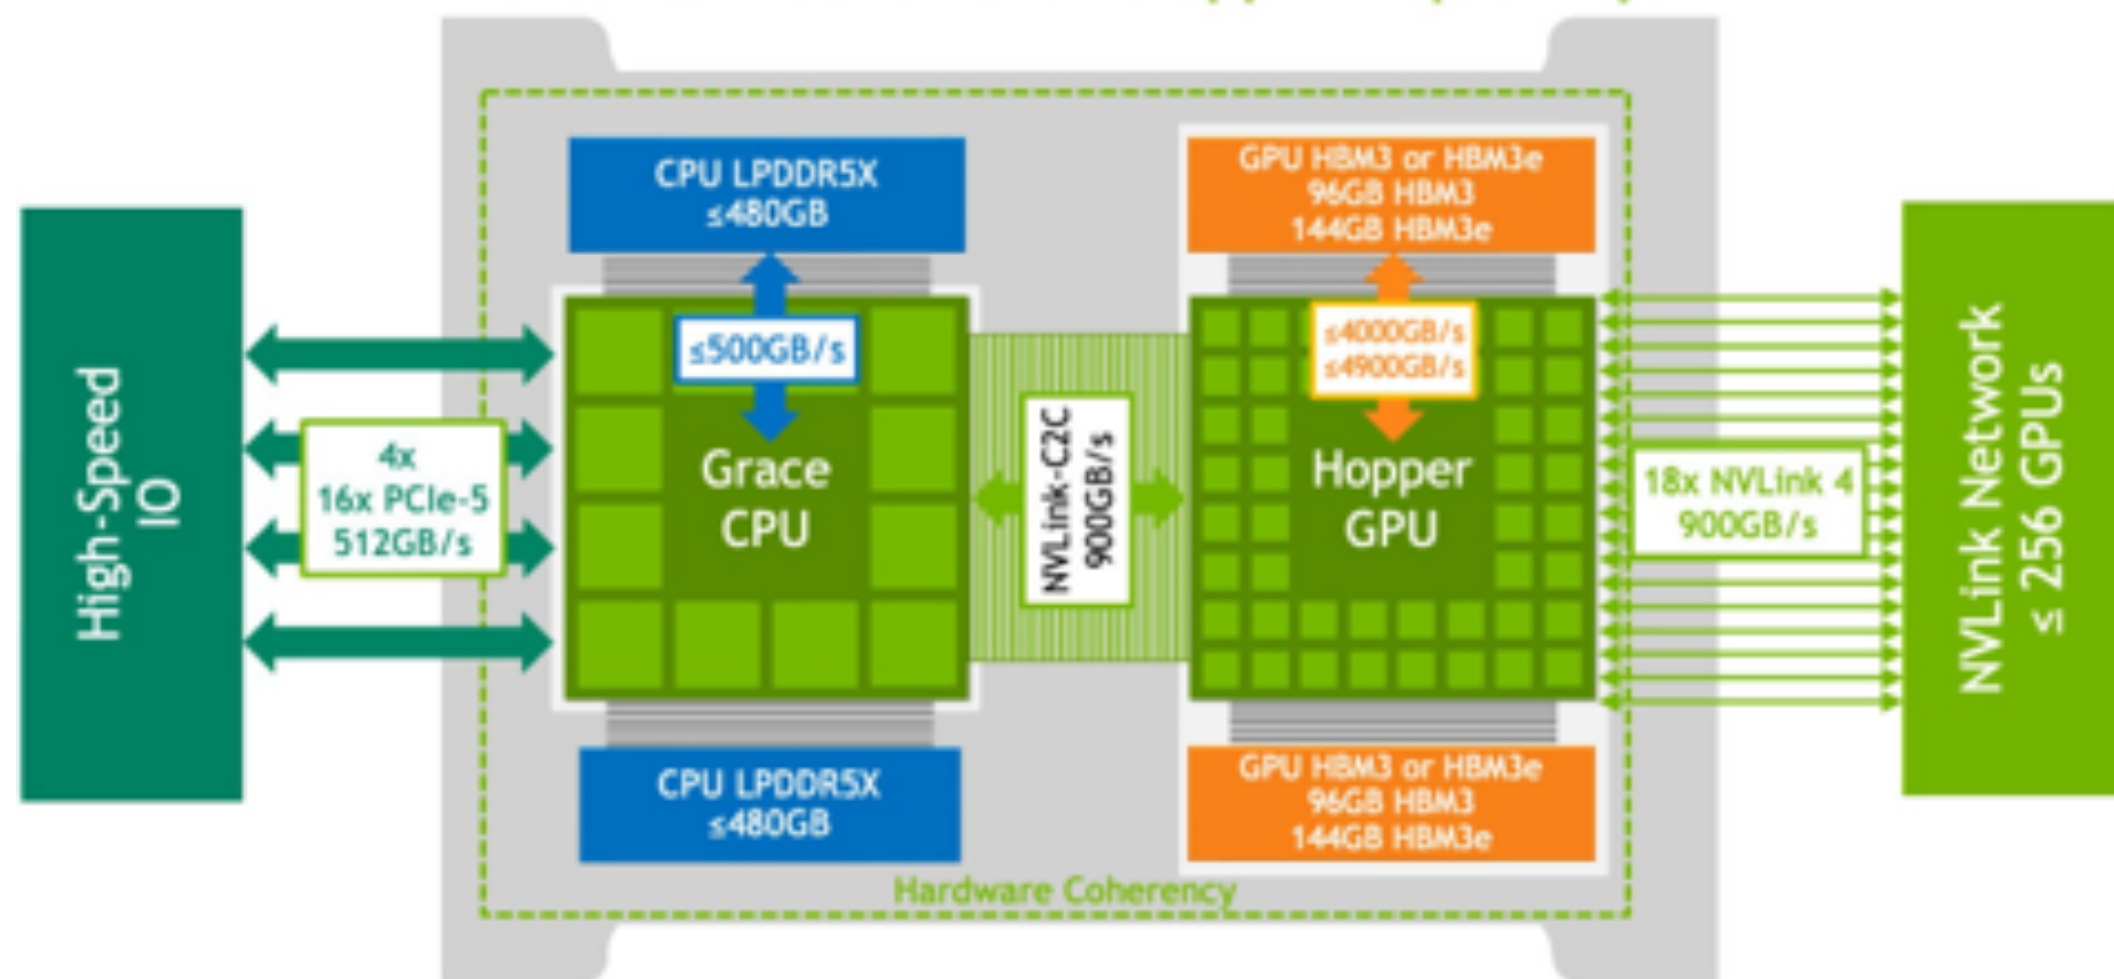 CPU LPDDR5X
≤480GB
GPU HBM3 or HBM3e
96GB HBM3
144GB HBM3e
≤500GB/s
≤4000GB/s
≤4900GB/s
High-Speed
IO
4x
16x PCIe-5
512GB/s
Grace
CPU
NVLink-C2C
900GB/s
Hopper
GPU
18x NVLink 4
900GB/s
NVLink Network
≤ 256 GPUs
CPU LPDDR5X
≤480GB
GPU HBM3 or HBM3e
96GB HBM3
144GB HBM3e
Hardware Coherency